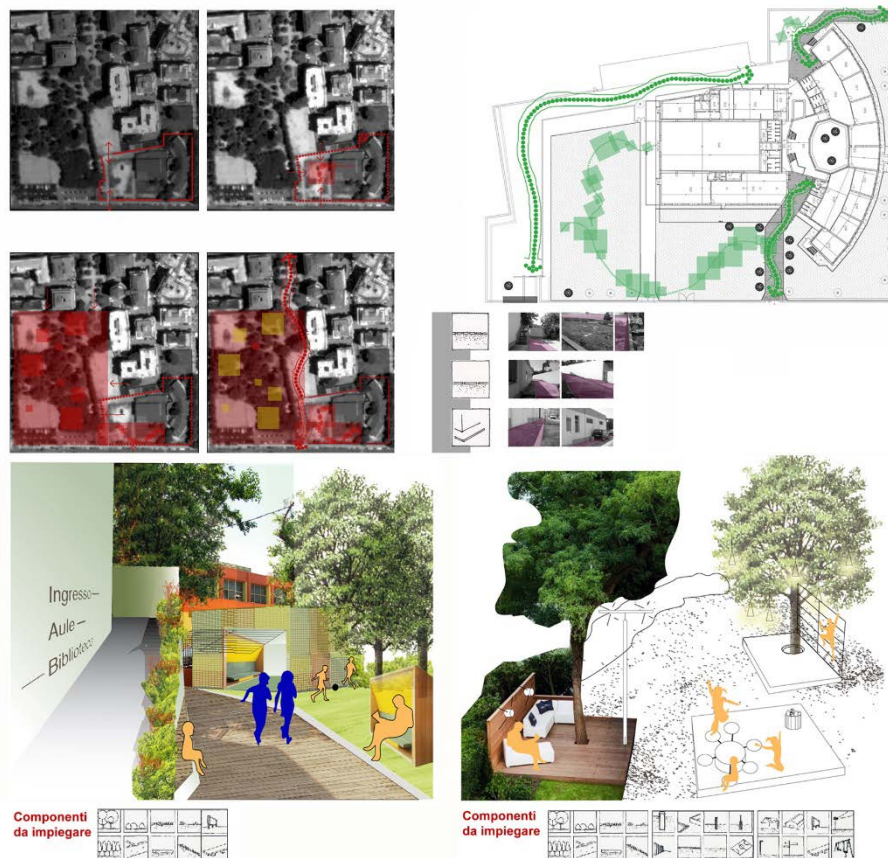 Ingresso—
Aule—
—Biblioteca
Componenti
da impiegare
Componenti
da impiegare